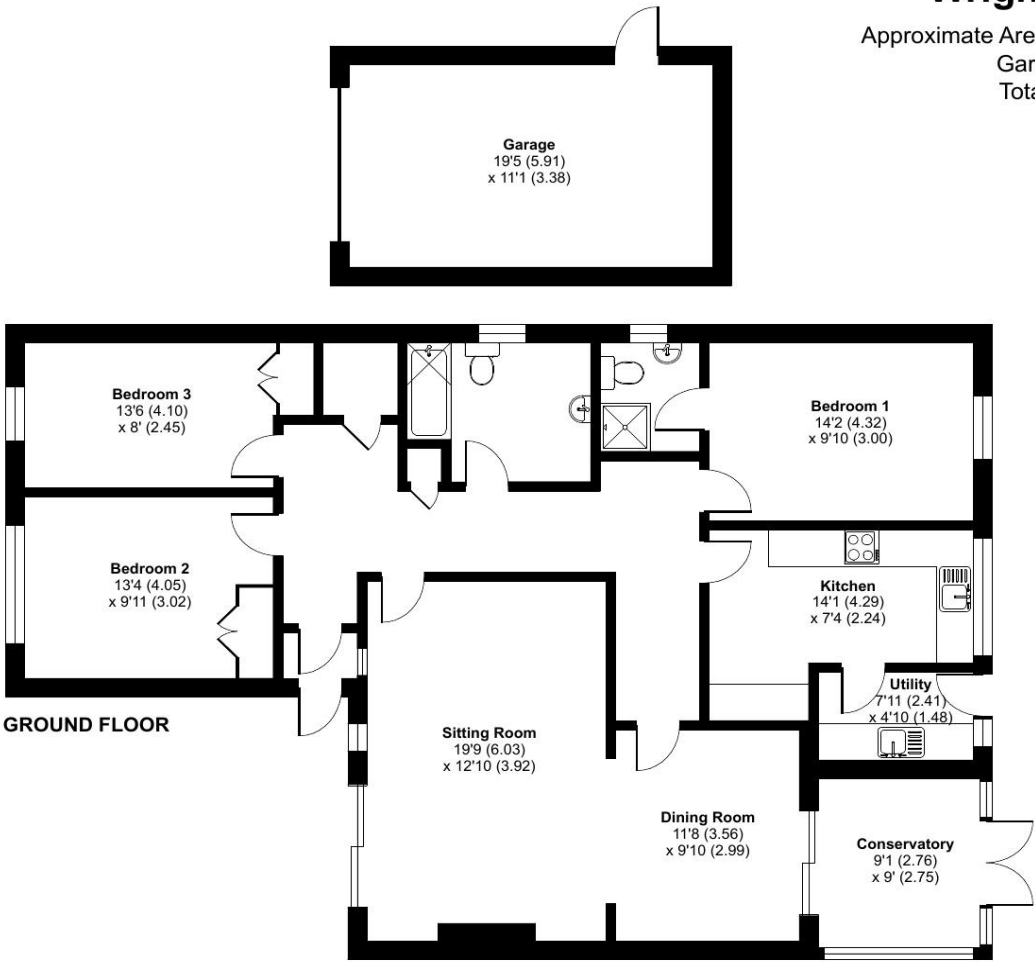 Approximate
Garage
19'5 (5.91)
x 11'1 (3.38)
Bedroom 3
13'6 (4.10)
x 8' (2.45)
Bedroom 1
14'2 (4.32)
x 9'10 (3.00)
Bedroom 2
13'4 (4.05)
x 9'11 (3.02)
Kitchen
14'1 (4.29)
x 7'4 (2.24)
Utility
7'11 (2.41)
x 4'10 (1.48)
GROUND FLOOR
Sitting Room
19'9 (6.03)
x 12'10 (3.92)
Dining Room
11'8 (3.56)
x 9'10 (2.99)
Conservatory
9'1 (2.76)
x 9' (2.75)